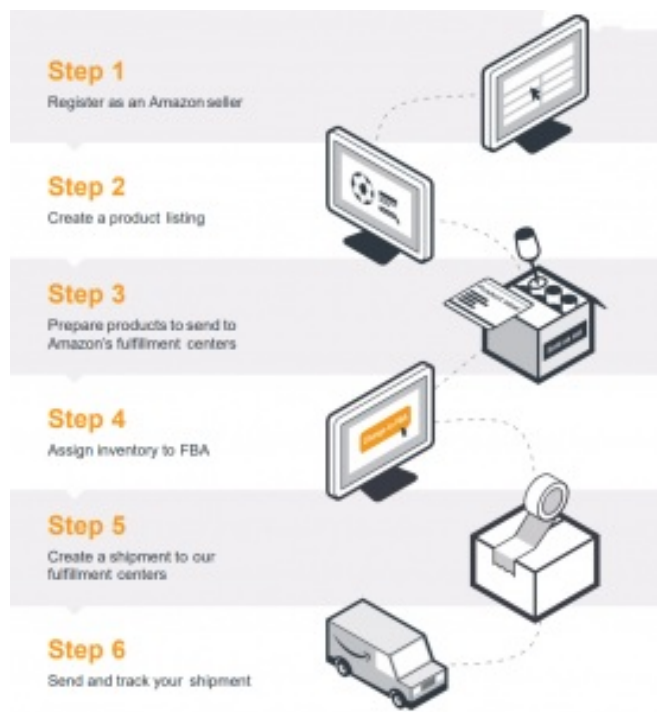 Step 1
Register as an Amazon seller
Step 2
Create a product listing
Step 3
Prepare products to send to
Amazon's fulfillment centers
Step 4
Assign inventory to FBA
Step 5
Create a shipment to our
fulfillment centers
Step 6
Send and track your shipment